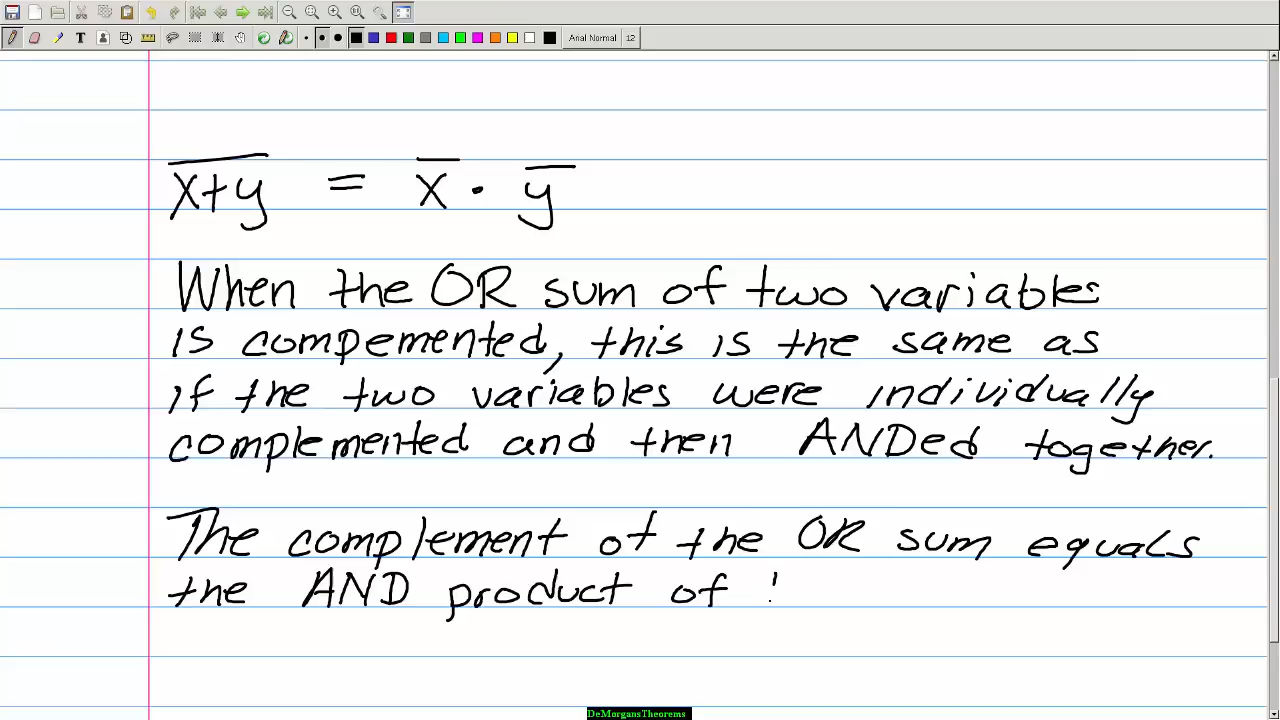 Arial Normal 12
x̅+̅y̅ = x̅ · y̅
When the OR sum of two variables
is compemented, this is the same as
if the two variables were individually
complemented and then ANDed together.
The complement of the OR sum equals
the AND product of
DeMorgansTheorems